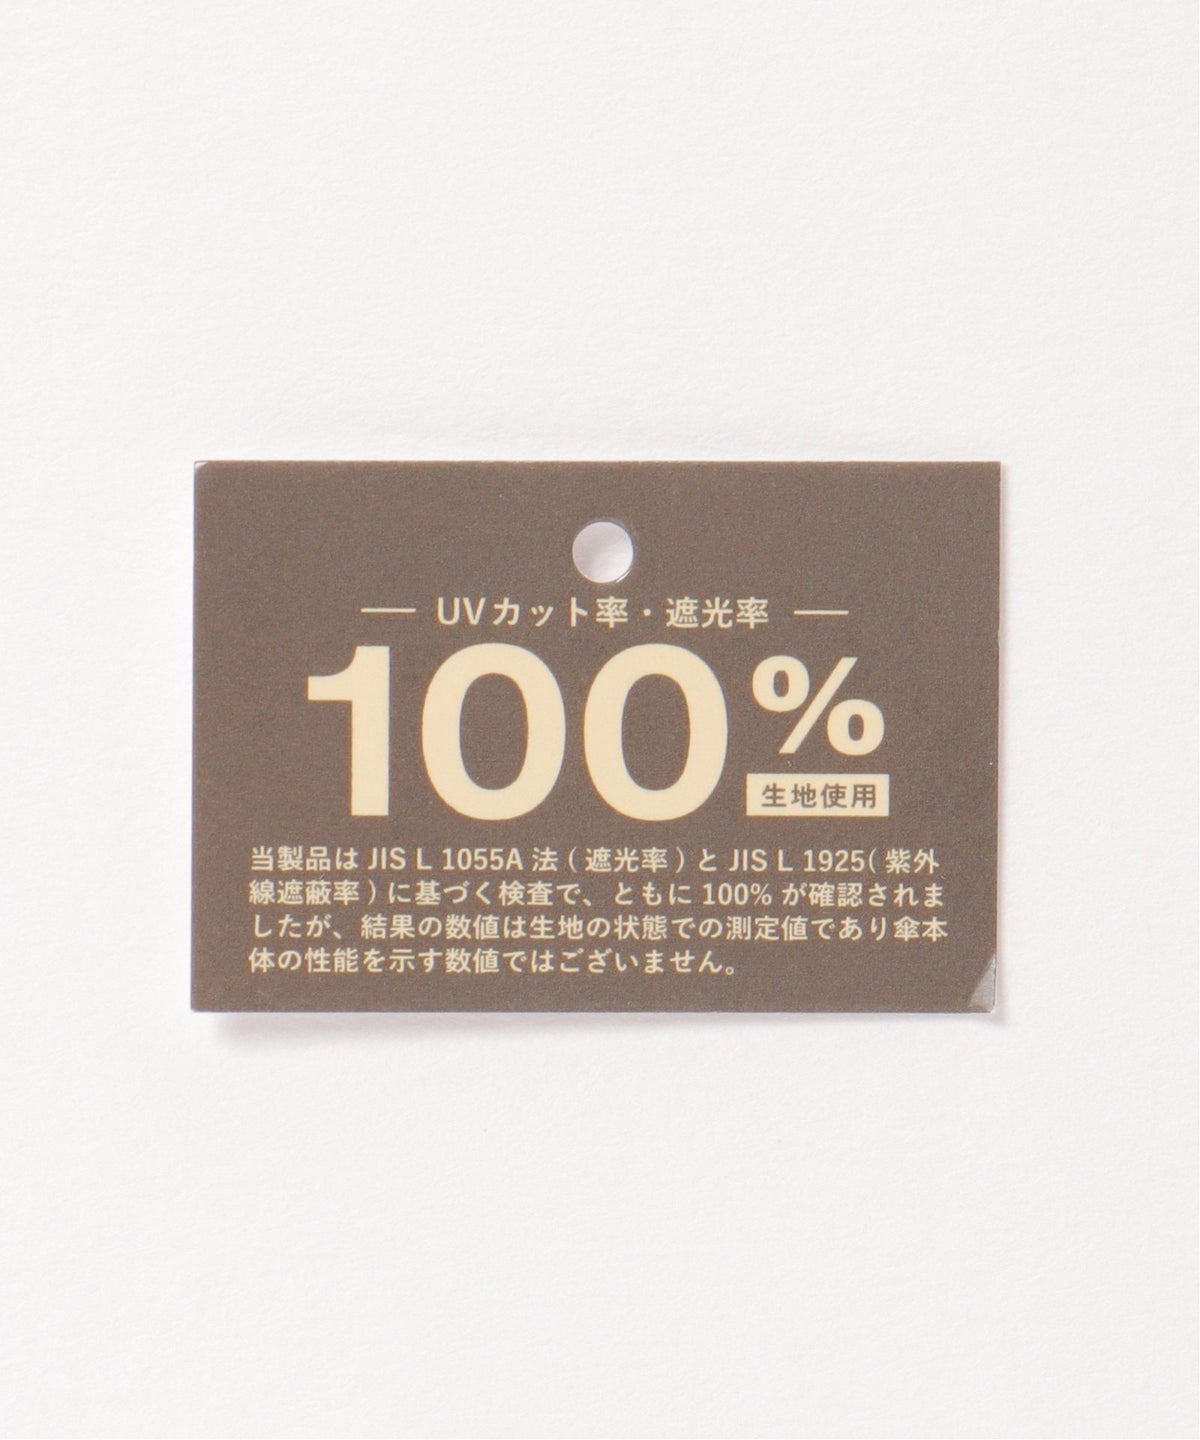 UVカット率・遮光率
100%
生地使用
当製品は JIS L 1055A 法 ( 遮光率 ) と JIS L 1925( 紫外
線遮蔽率 ) に基づく検査で、ともに 100% が確認されま
したが、結果の数値は生地の状態での測定値であり傘本
体の性能を示す数値ではございません。